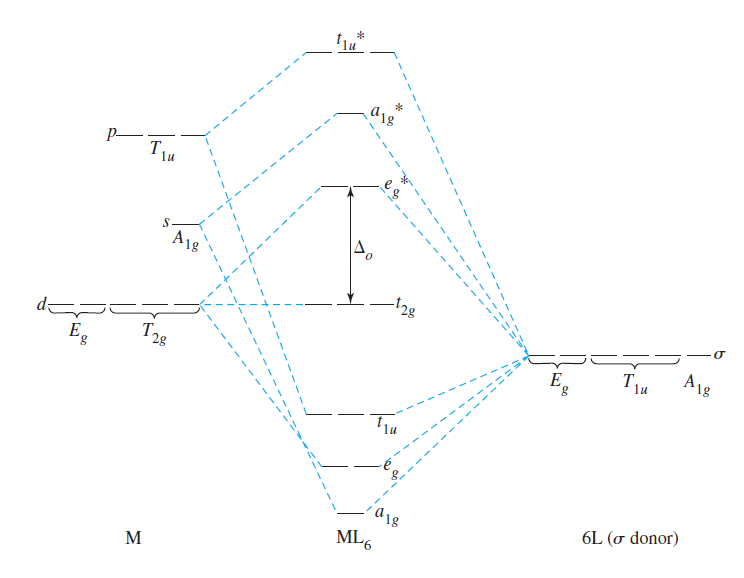 t₁ᵤ*
a₁g*
p
T₁ᵤ
eg*
s
A₁g
Δₒ
d
t₂g
Eg T₂g
σ
Eg T₁ᵤ A₁g
t₁ᵤ
eg
a₁g
M ML₆ 6L (σ donor)